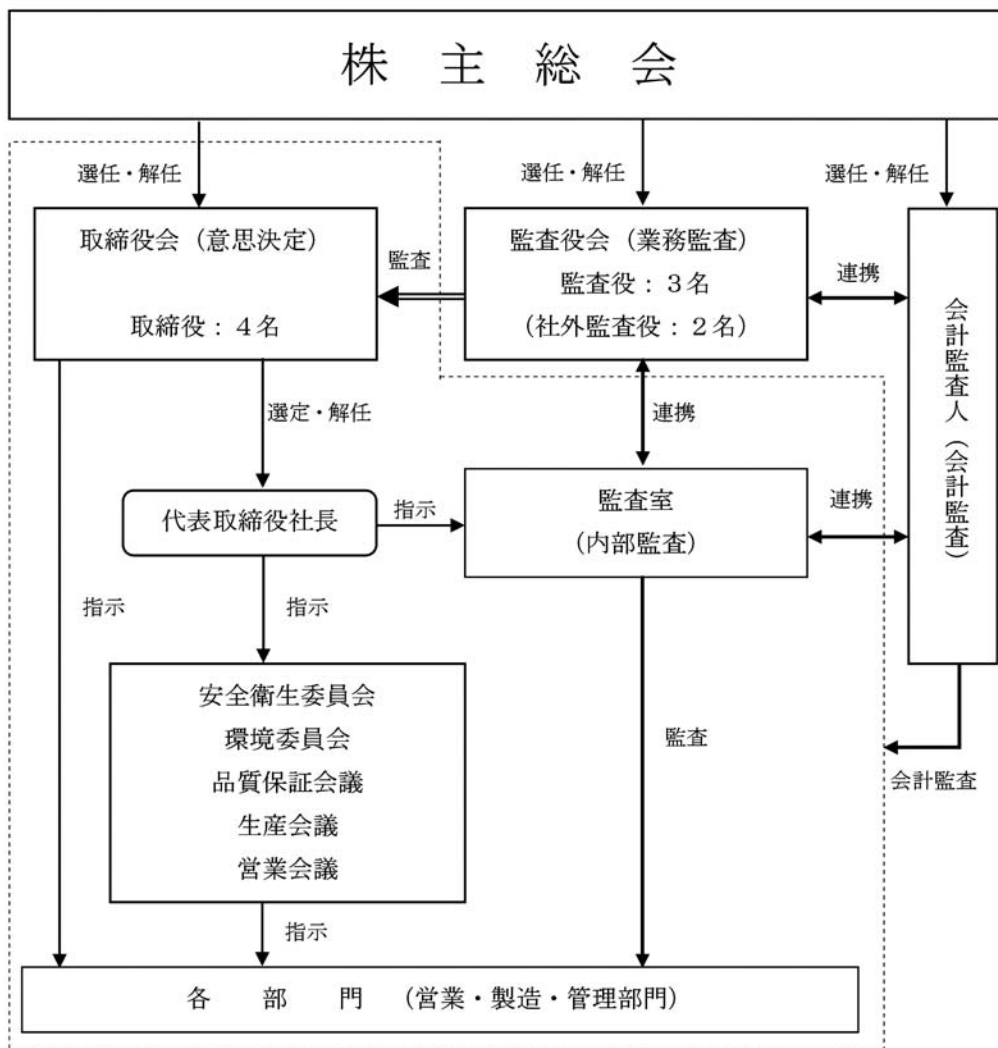 株 主 総 会
選任・解任
選任・解任
選任・解任
取締役会（意思決定）
取締役：４名
監査
監査役会（業務監査）
監査役：３名
（社外監査役：２名）
連携
会計監査人（会計監査）
選定・解任
連携
代表取締役社長
指示
監査室
（内部監査）
連携
指示
指示
安全衛生委員会
環境委員会
品質保証会議
生産会議
営業会議
監査
会計監査
指示
各 部 門 （営業・製造・管理部門）